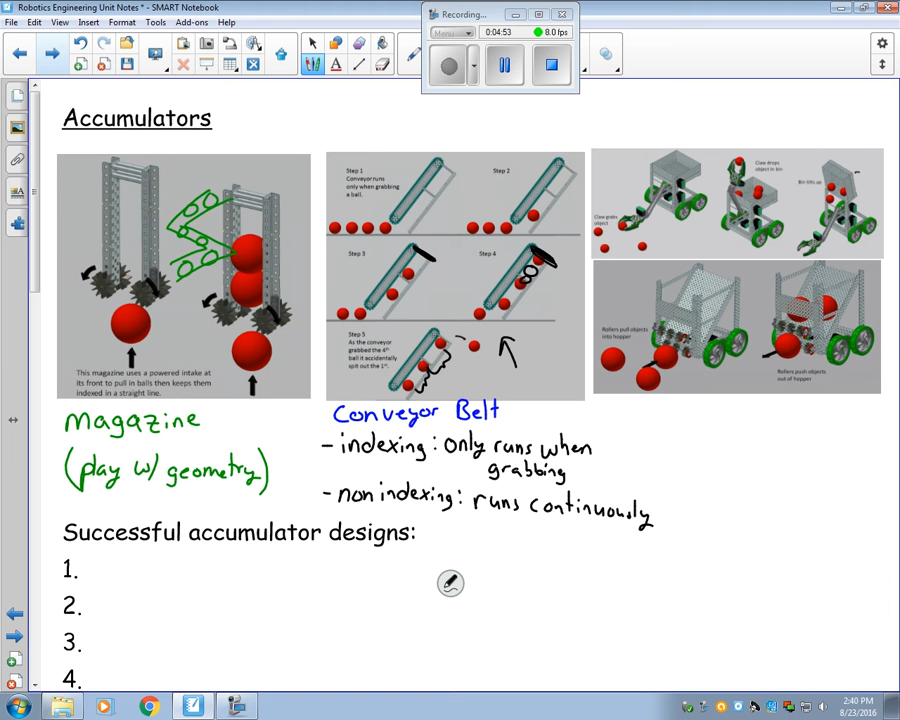 Robotics Engineering Unit Notes * - SMART Notebook
File Edit View Insert Format Tools Add-ons Help
Recording...
Menu 0:04:53 8.0 fps
Accumulators
Step 1
Conveyor runs
only when grabbing
a ball.
Step 2
Step 3
Step 4
Step 5
As the conveyor
grabbed the 4th
ball it accidentally
spit out the 1st.
This magazine uses a powered intake at
its front to pull in balls then keeps them
indexed in a straight line.
Claw grabs
object
Claw drops
object in bin
Bin tilts up
Rollers pull objects
into hopper
Rollers push objects
out of hopper
Magazine
(play w/ geometry)
Conveyor Belt
- indexing: only runs when
grabbing
- non indexing: runs continuously
Successful accumulator designs:
1.
2.
3.
4.
2:40 PM
8/23/2016